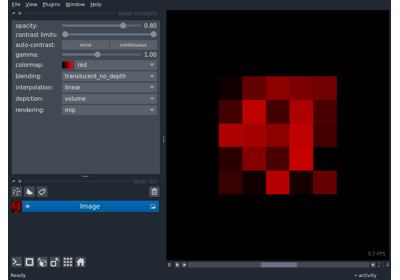 File View Plugins Window Help
layer controls
opacity: 0.80
contrast limits:
auto-contrast: once continuous
gamma: 1.00
colormap: red
blending: translucent_no_depth
interpolation: linear
depiction: volume
rendering: mip
layer list
Image
0.7 FPS
0 2 4
Ready activity